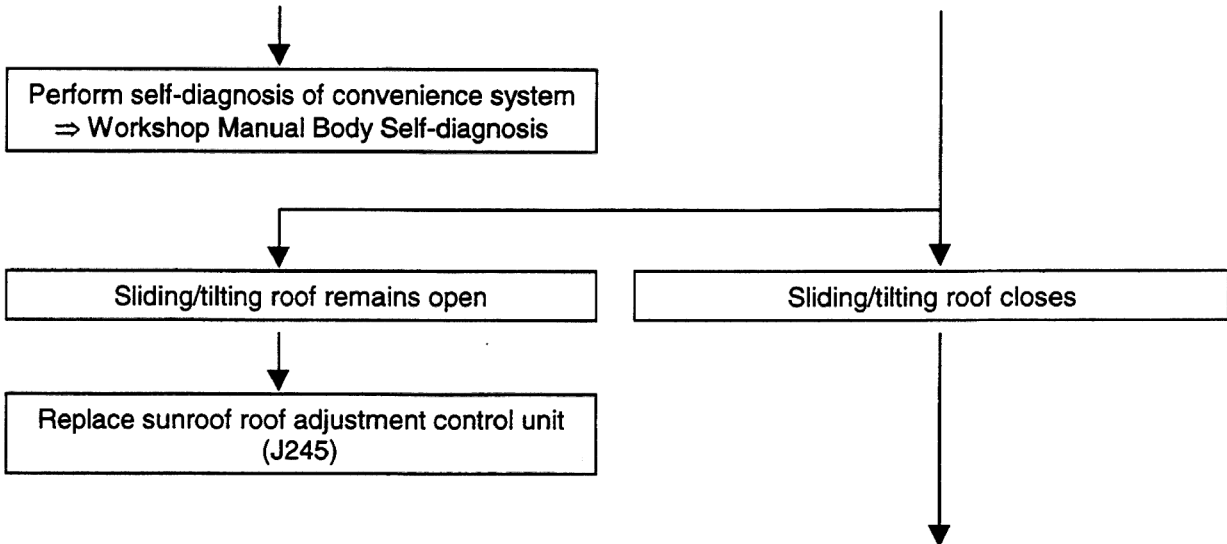 Perform self-diagnosis of convenience system
⇒ Workshop Manual Body Self-diagnosis
Sliding/tilting roof remains open
Sliding/tilting roof closes
Replace sunroof roof adjustment control unit
(J245)